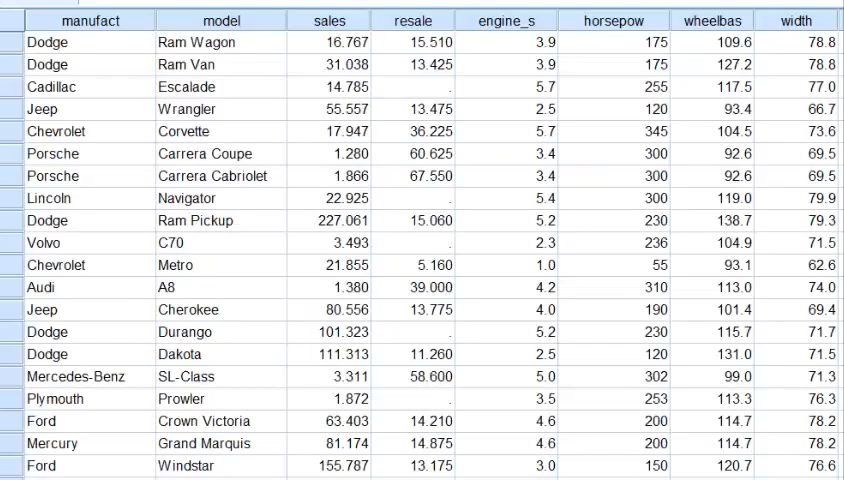 manufact model sales resale engine_s horsepow wheelbas width
Dodge Ram Wagon 16.767 15.510 3.9 175 109.6 78.8
Dodge Ram Van 31.038 13.425 3.9 175 127.2 78.8
Cadillac Escalade 14.785 . 5.7 255 117.5 77.0
Jeep Wrangler 55.557 13.475 2.5 120 93.4 66.7
Chevrolet Corvette 17.947 36.225 5.7 345 104.5 73.6
Porsche Carrera Coupe 1.280 60.625 3.4 300 92.6 69.5
Porsche Carrera Cabriolet 1.866 67.550 3.4 300 92.6 69.5
Lincoln Navigator 22.925 . 5.4 300 119.0 79.9
Dodge Ram Pickup 227.061 15.060 5.2 230 138.7 79.3
Volvo C70 3.493 . 2.3 236 104.9 71.5
Chevrolet Metro 21.855 5.160 1.0 55 93.1 62.6
Audi A8 1.380 39.000 4.2 310 113.0 74.0
Jeep Cherokee 80.556 13.775 4.0 190 101.4 69.4
Dodge Durango 101.323 . 5.2 230 115.7 71.7
Dodge Dakota 111.313 11.260 2.5 120 131.0 71.5
Mercedes-Benz SL-Class 3.311 58.600 5.0 302 99.0 71.3
Plymouth Prowler 1.872 . 3.5 253 113.3 76.3
Ford Crown Victoria 63.403 14.210 4.6 200 114.7 78.2
Mercury Grand Marquis 81.174 14.875 4.6 200 114.7 78.2
Ford Windstar 155.787 13.175 3.0 150 120.7 76.6